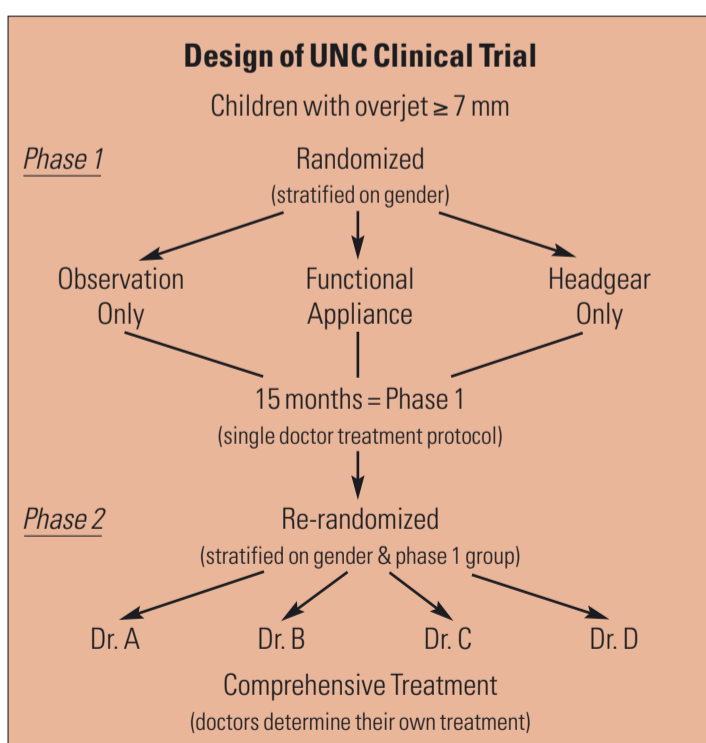 Design of UNC Clinical Trial
Children with overjet ≥ 7 mm
Phase 1
Randomized
(stratified on gender)
Observation Only
Functional Appliance
Headgear Only
15 months = Phase 1
(single doctor treatment protocol)
Phase 2
Re-randomized
(stratified on gender & phase 1 group)
Dr. A
Dr. B
Dr. C
Dr. D
Comprehensive Treatment
(doctors determine their own treatment)